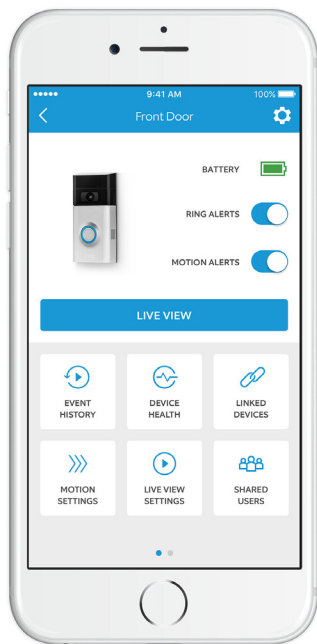 9:41 AM
100%
Front Door
BATTERY
RING ALERTS
MOTION ALERTS
LIVE VIEW
EVENT
HISTORY
DEVICE
HEALTH
LINKED
DEVICES
MOTION
SETTINGS
LIVE VIEW
SETTINGS
SHARED
USERS